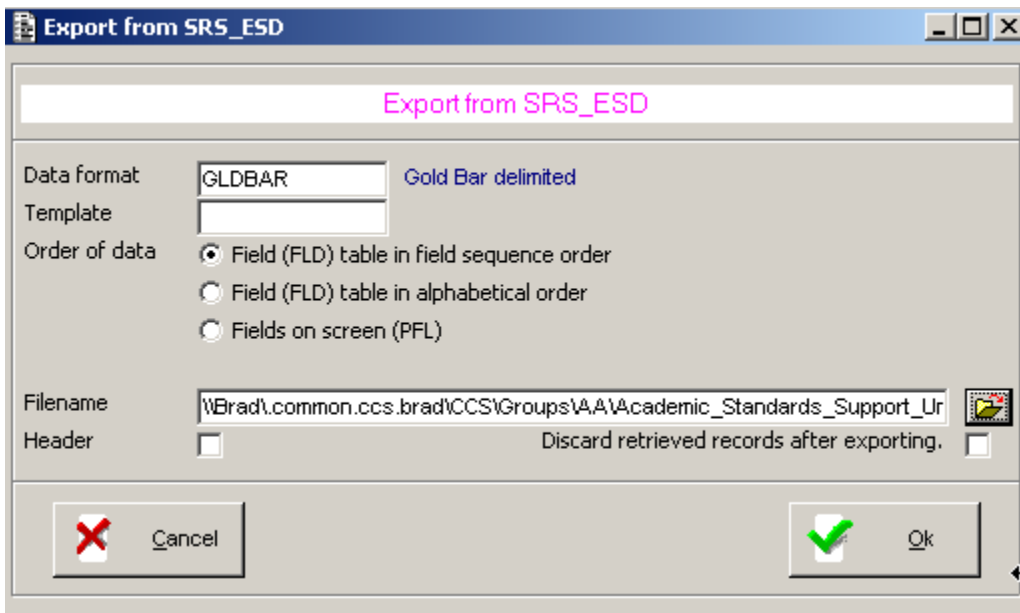 Export from SRS_ESD
Export from SRS_ESD
Data format GLDBAR Gold Bar delimited
Template
Order of data Field (FLD) table in field sequence order
Field (FLD) table in alphabetical order
Fields on screen (PFL)
Filename \\Brad\.common.ccs.brad\CCS\Groups\AA\Academic_Standards_Support_Ur
Header Discard retrieved records after exporting.
Cancel Ok